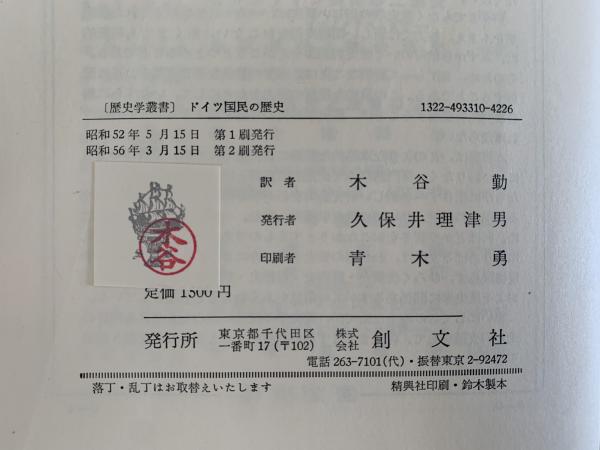 〔歴史学叢書〕 ドイツ国民の歴史 1322-493310-4226
昭和52年5月15日 第1刷発行
昭和56年3月15日 第2刷発行
訳者 木谷勤
発行者 久保井理津男
印刷者 青木勇
木谷
定価1300円
発行所 東京都千代田区一番町17(〒102) 株式会社 創文社
電話 263-7101(代)・振替東京 2-92472
落丁・乱丁はお取替えいたします 精興社印刷・鈴木製本